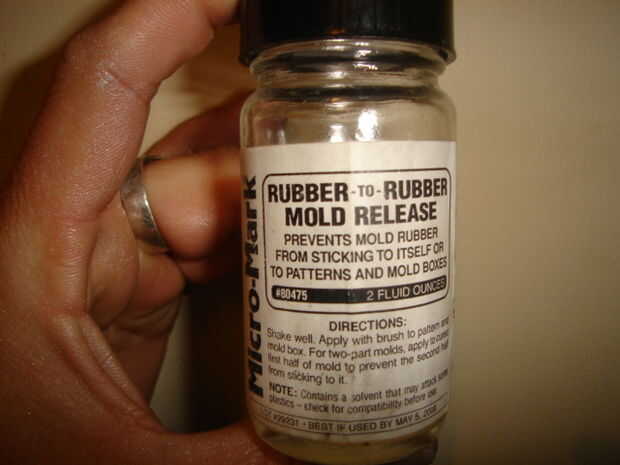 Micro-Mark
RUBBER-TO-RUBBER
MOLD RELEASE
PREVENTS MOLD RUBBER
FROM STICKING TO ITSELF OR
TO PATTERNS AND MOLD BOXES
#80475 2 FLUID OUNCES
DIRECTIONS:
Shake well. Apply with brush to pattern and
mold box. For two-part molds, apply to cured
first half of mold to prevent the second half
from sticking to it.
NOTE: Contains a solvent that may attack some
plastics – check for compatibility before use.
BEST IF USED BY MAY 5,